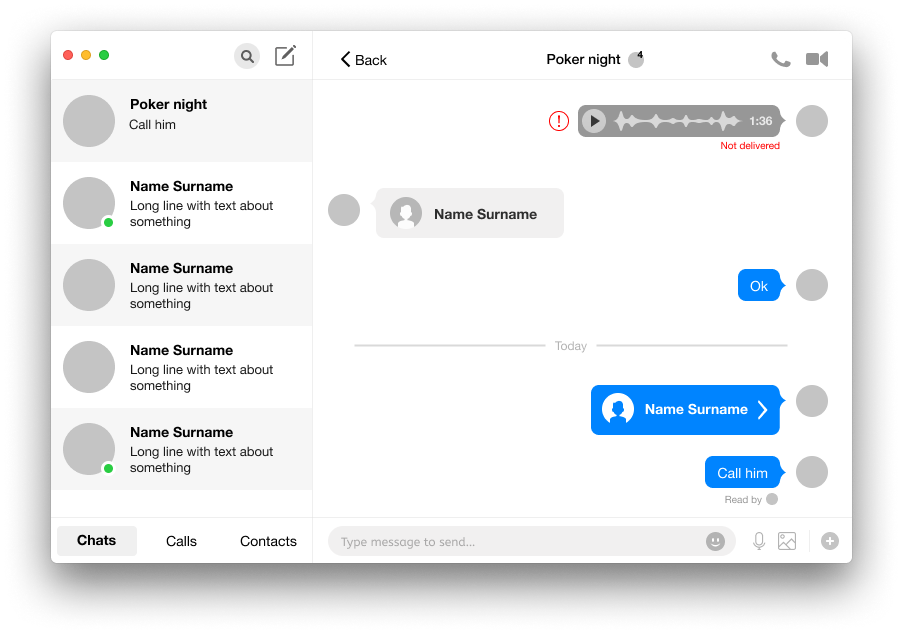 Back
Poker night 4
Poker night
Call him
Name Surname
Long line with text about
something
Name Surname
Long line with text about
something
Name Surname
Long line with text about
something
Name Surname
Long line with text about
something
Chats
Calls
Contacts
1:36
Not delivered
Name Surname
Ok
Today
Name Surname
Call him
Read by
Type message to send...